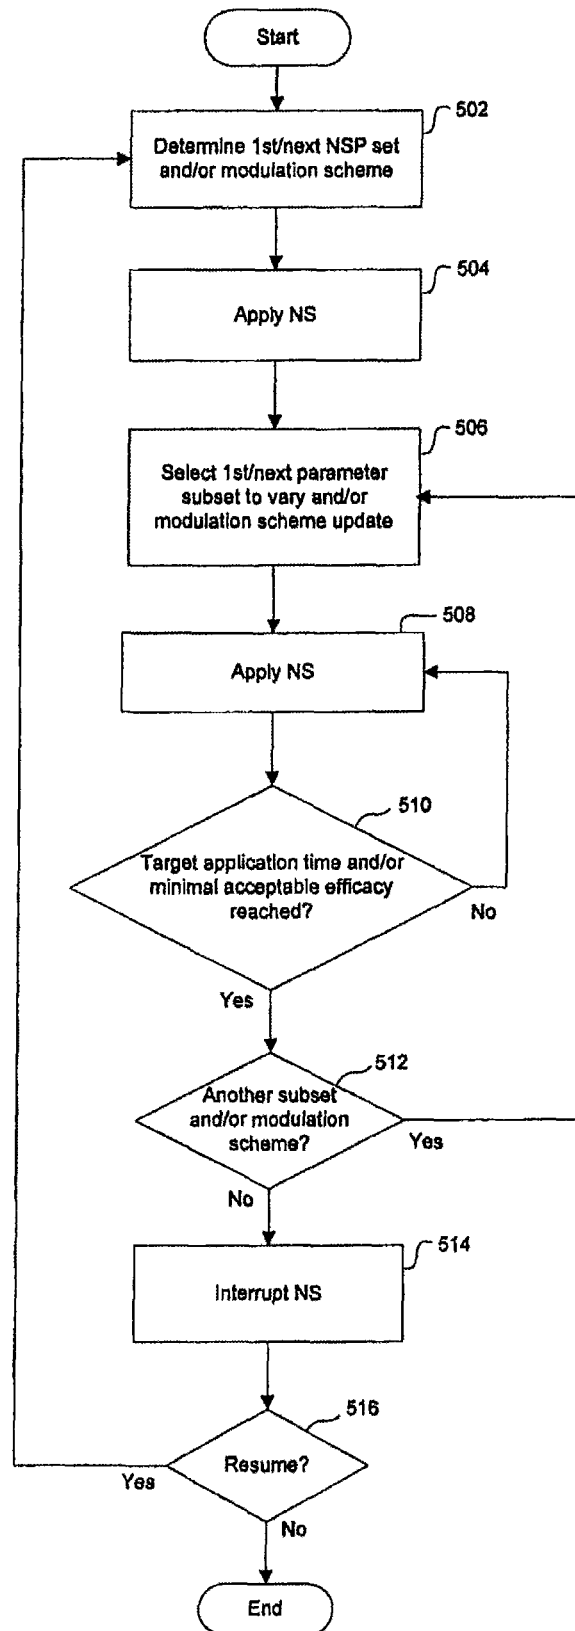 Start
502
Determine 1st/next NSP set
and/or modulation scheme
504
Apply NS
506
Select 1st/next parameter
subset to vary and/or
modulation scheme update
508
Apply NS
510
Target application time and/or
minimal acceptable efficacy
reached?
No
Yes
512
Another subset
and/or modulation
scheme?
Yes
No
514
Interrupt NS
516
Resume?
Yes
No
End